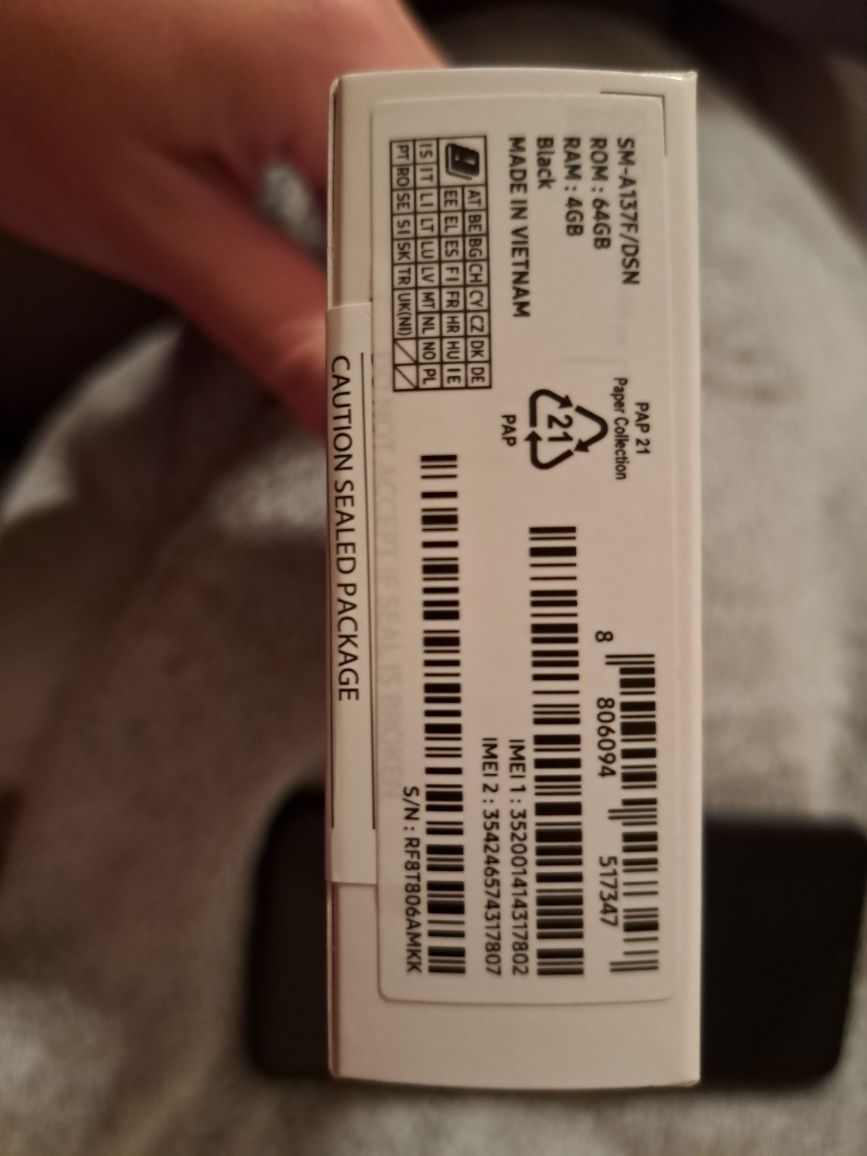 SM-A137F/DSN
ROM : 64GB
RAM : 4GB
Black
MADE IN VIETNAM
AT BE BG CH CY CZ DK DE
EE EL ES FI FR HR HU IE
IS IT LI LT LU LV MT NL NO PL
PT RO SE SI SK TR UK(NI)
PAP 21
Paper Collection
21
PAP
8 806094 517347
IMEI 1 : 352001414317802
IMEI 2 : 354246574317807
S/N : RF8T806AMKK
DO NOT ACCEPT IF SEAL IS BROKEN
CAUTION SEALED PACKAGE